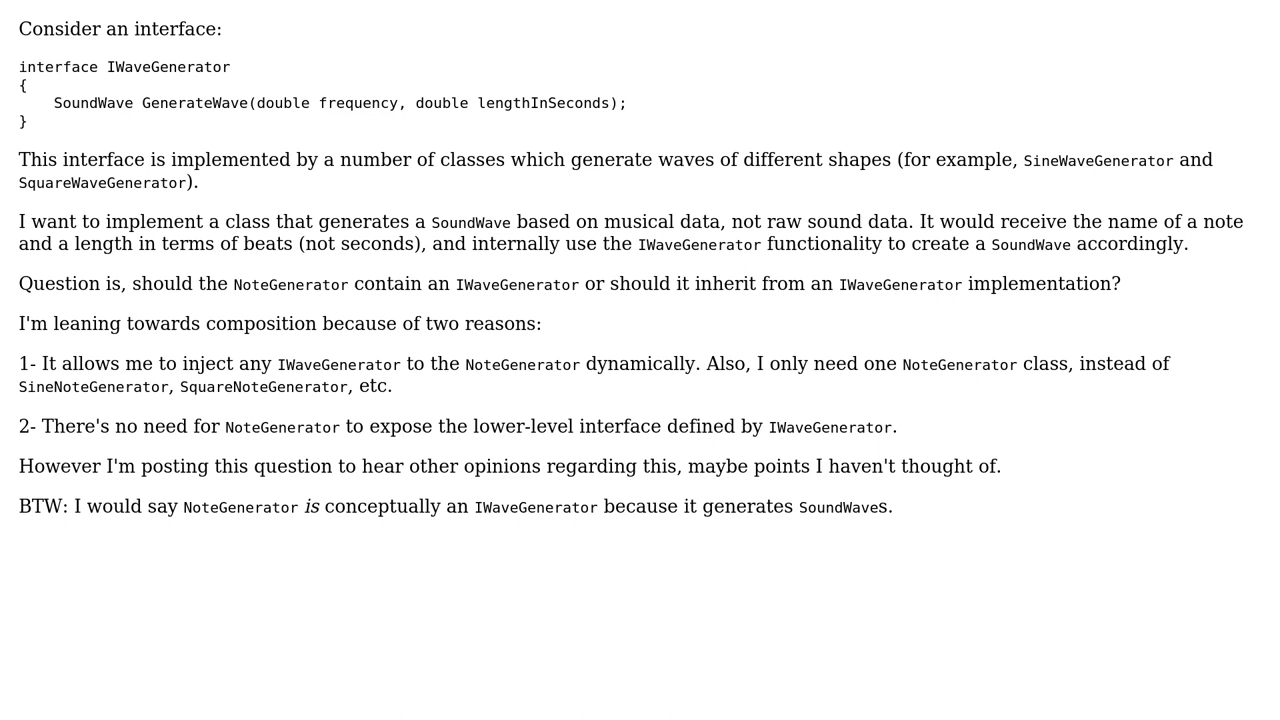 Consider an interface:
interface IWaveGenerator
{
    SoundWave GenerateWave(double frequency, double lengthInSeconds);
}
This interface is implemented by a number of classes which generate waves of different shapes (for example, SineWaveGenerator and
SquareWaveGenerator).
I want to implement a class that generates a SoundWave based on musical data, not raw sound data. It would receive the name of a note
and a length in terms of beats (not seconds), and internally use the IWaveGenerator functionality to create a SoundWave accordingly.
Question is, should the NoteGenerator contain an IWaveGenerator or should it inherit from an IWaveGenerator implementation?
I'm leaning towards composition because of two reasons:
1- It allows me to inject any IWaveGenerator to the NoteGenerator dynamically. Also, I only need one NoteGenerator class, instead of
SineNoteGenerator, SquareNoteGenerator, etc.
2- There's no need for NoteGenerator to expose the lower-level interface defined by IWaveGenerator.
However I'm posting this question to hear other opinions regarding this, maybe points I haven't thought of.
BTW: I would say NoteGenerator is conceptually an IWaveGenerator because it generates SoundWaves.